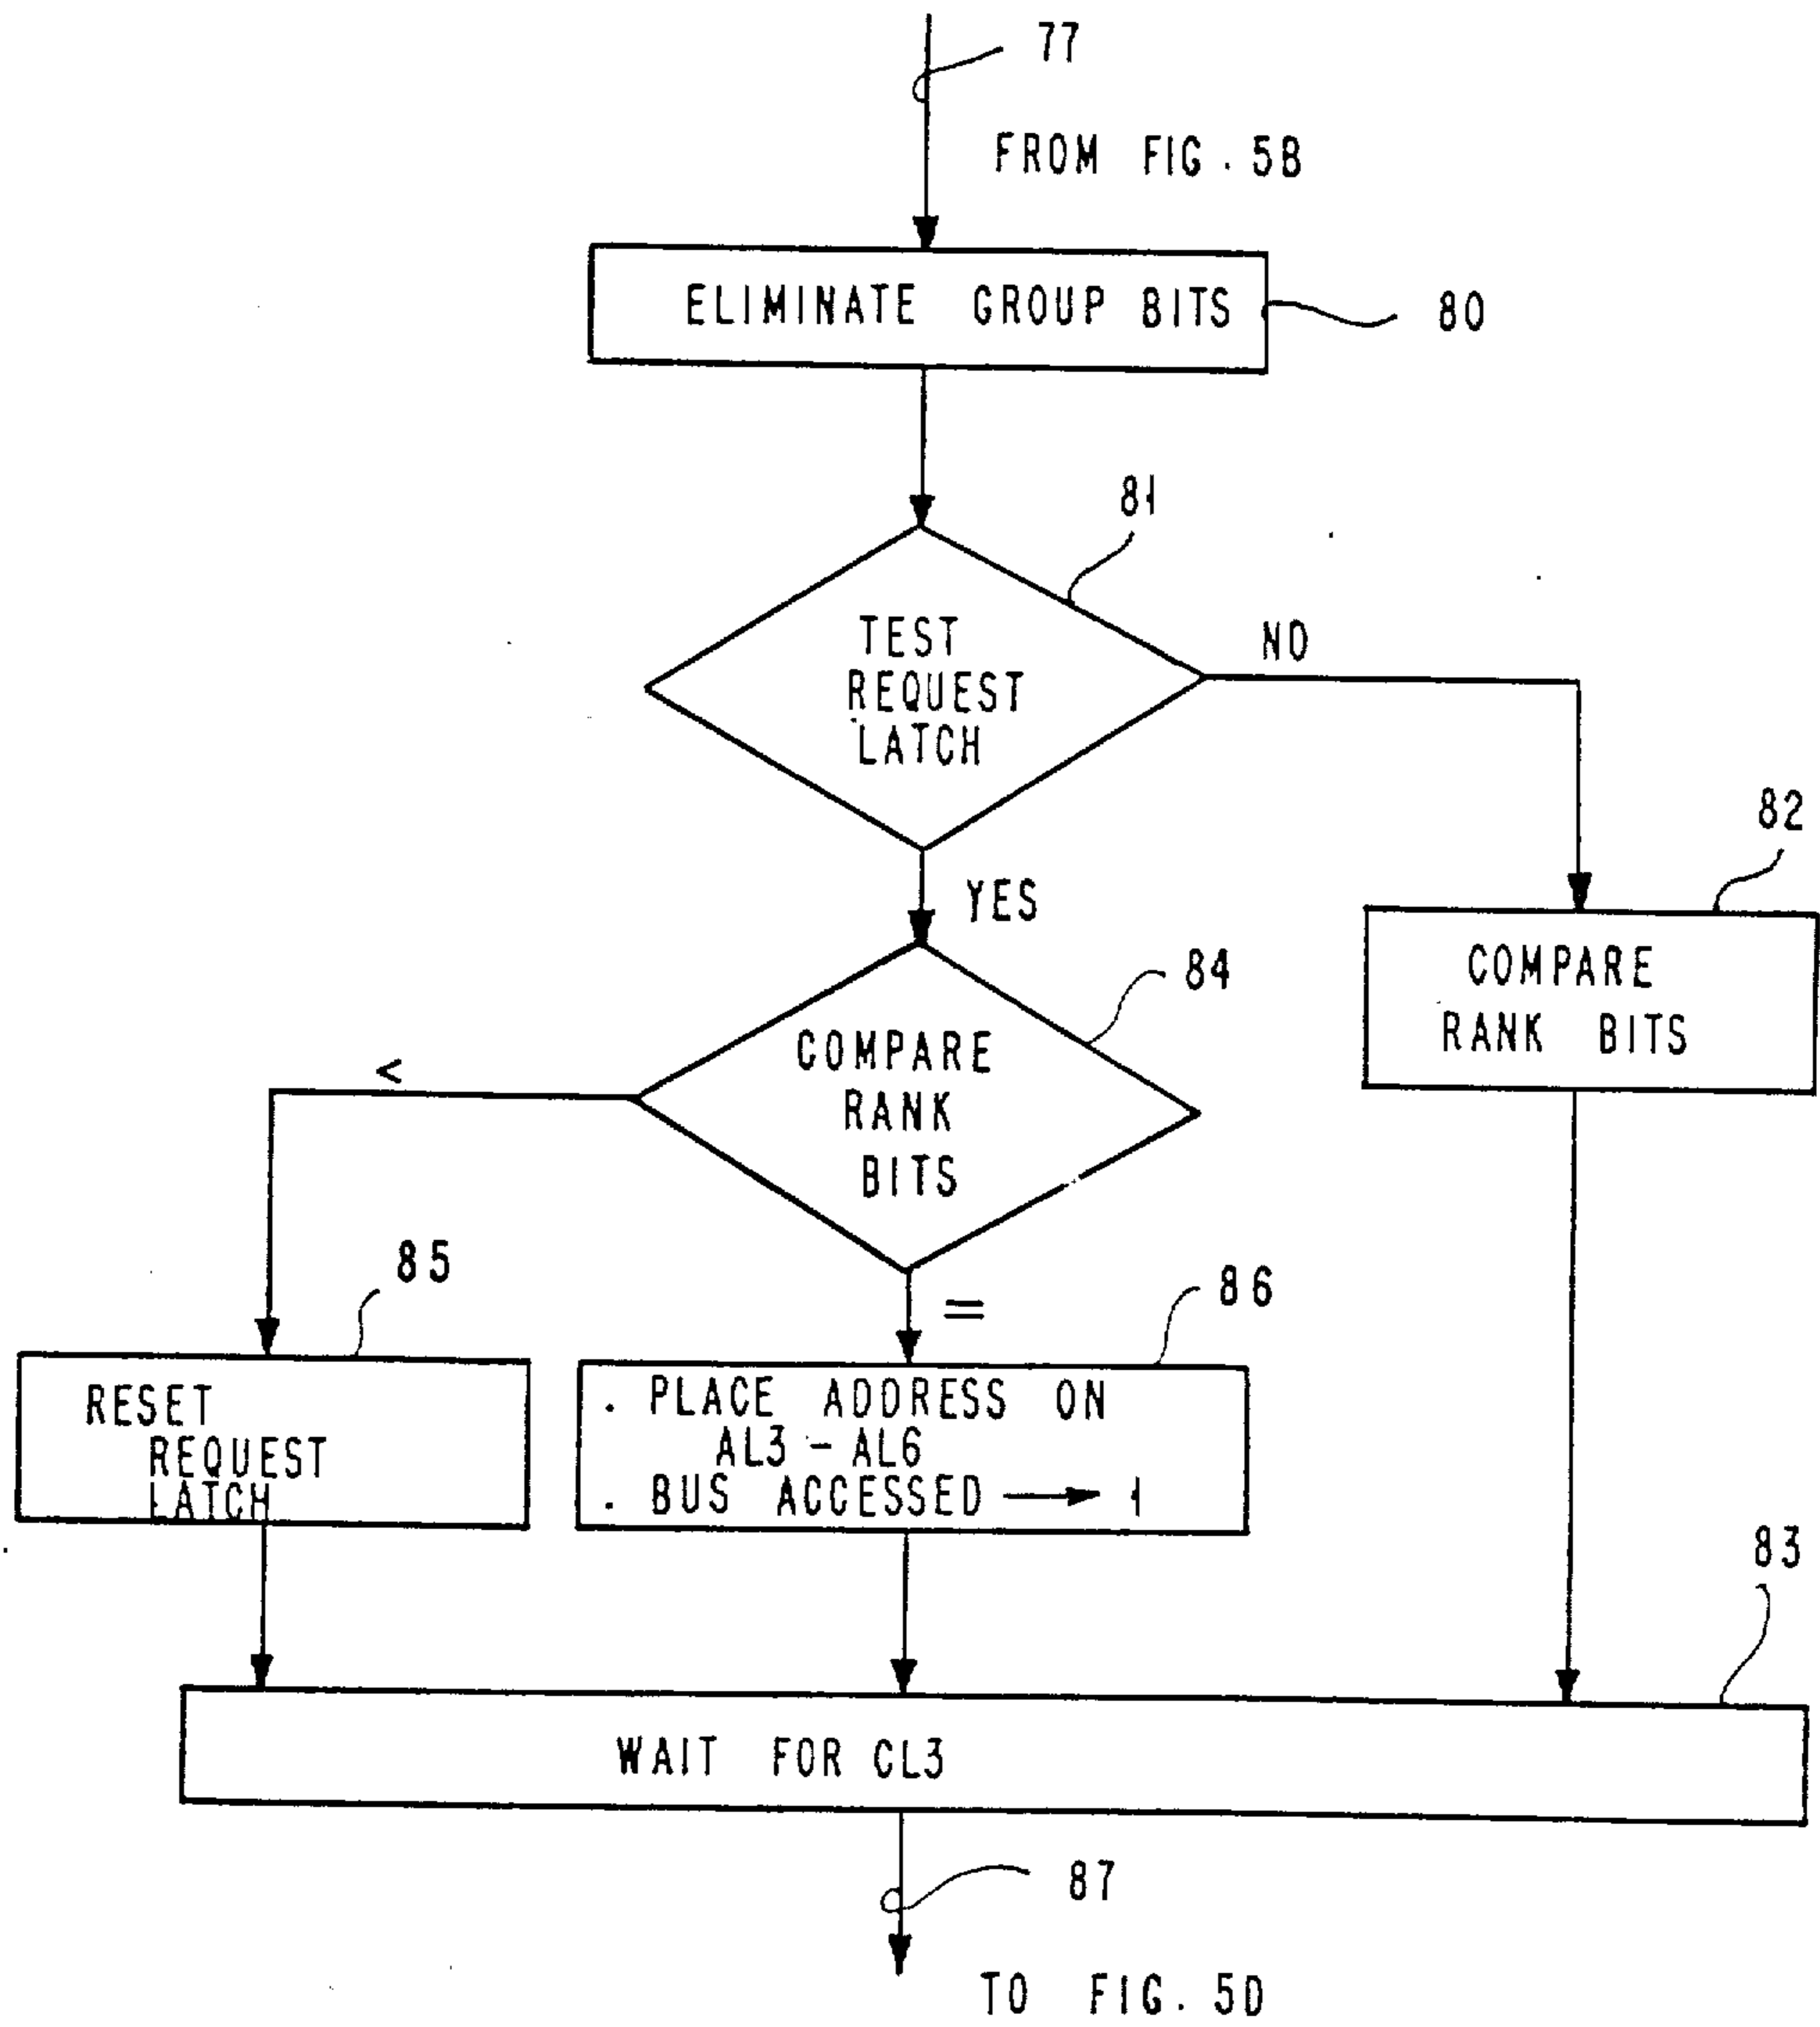 77
FROM FIG. 5B
ELIMINATE GROUP BITS
80
81
TEST
REQUEST
LATCH
NO
YES
82
COMPARE
RANK BITS
84
COMPARE
RANK
BITS
<
=
85
RESET
REQUEST
LATCH
86
. PLACE ADDRESS ON
AL3 - AL6
. BUS ACCESSED → 1
83
WAIT FOR CL3
87
TO FIG. 5D